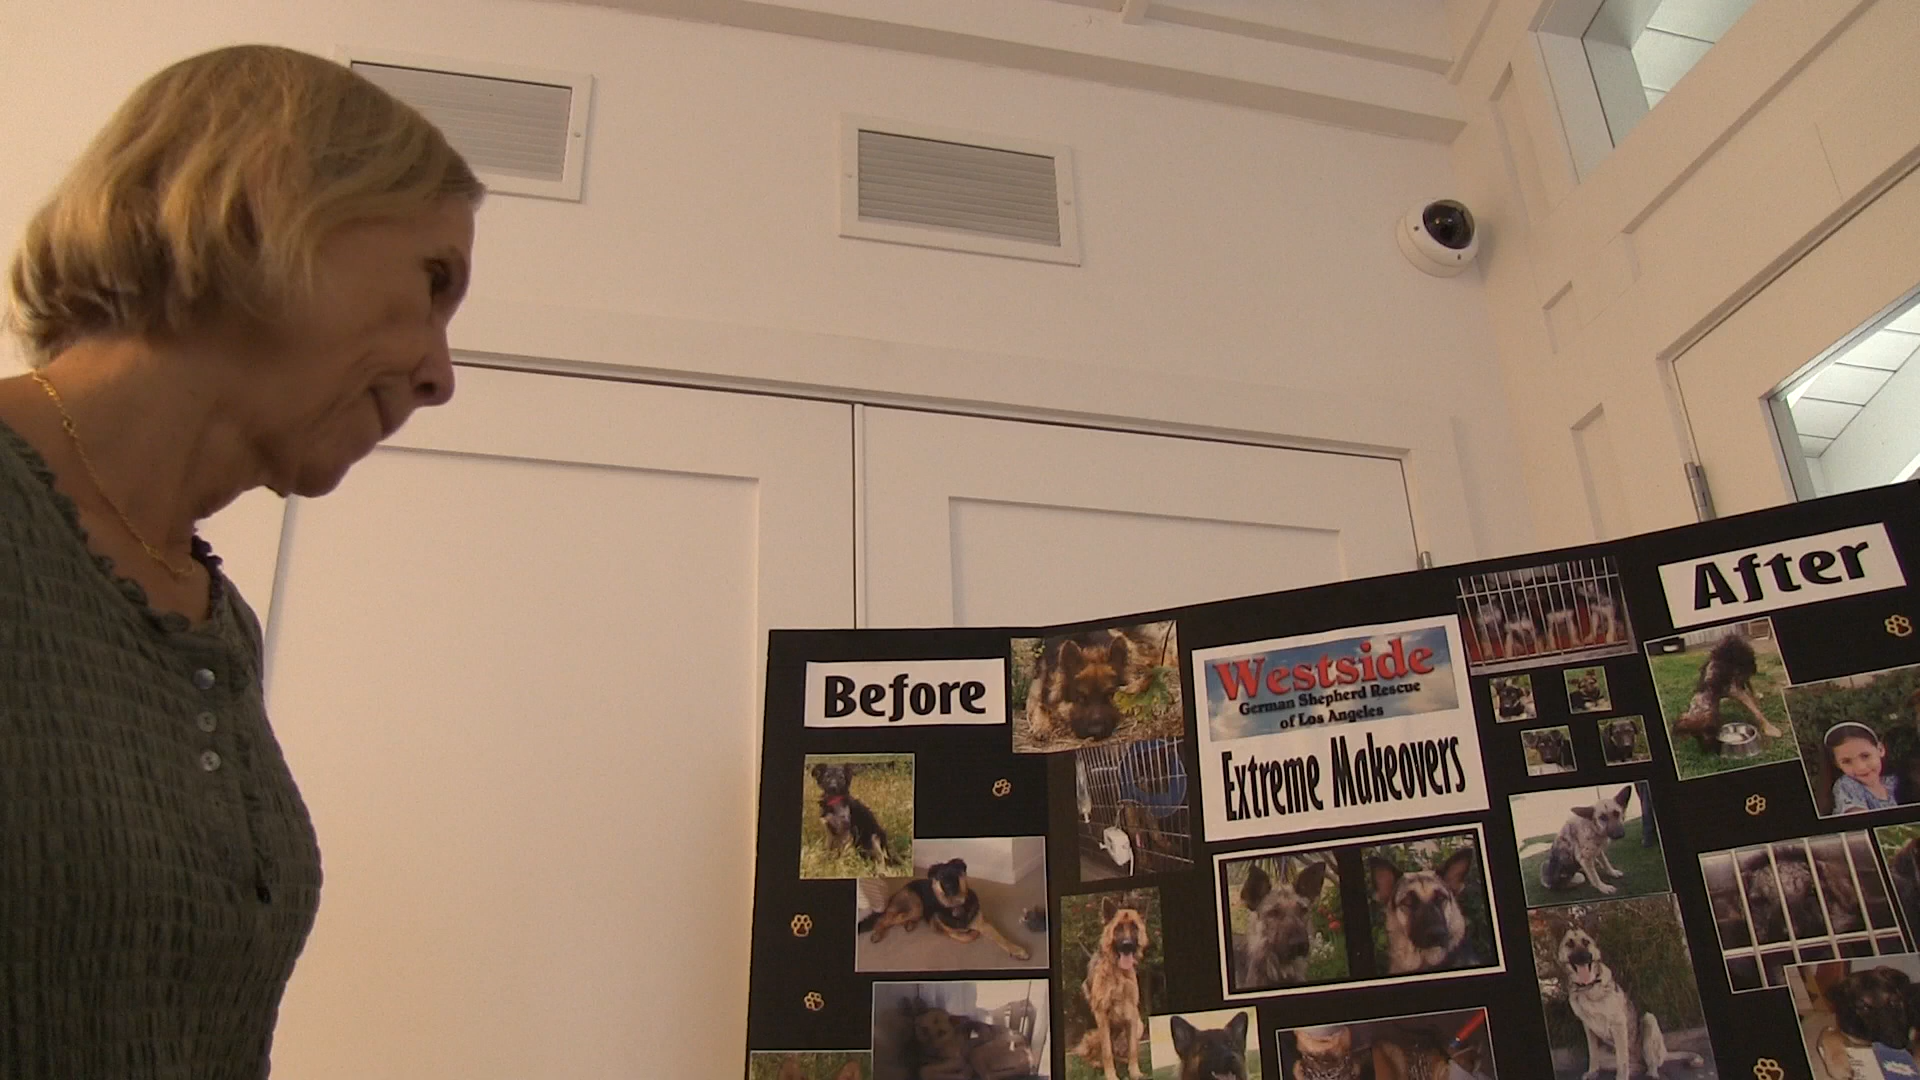 Before
Westside
German Shepherd Rescue
of Los Angeles
Extreme Makeovers
After